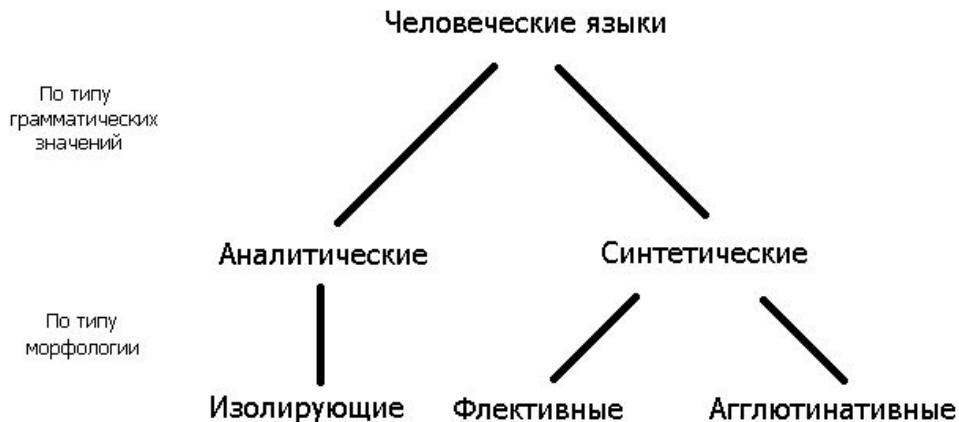 Человеческие языки
По типу
грамматических
значений
Аналитические
Синтетические
По типу
морфологии
Изолирующие
Флективные
Агглютинативные